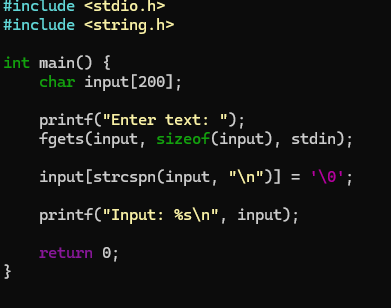 #include <stdio.h>
#include <string.h>

int main() {
    char input[200];

    printf("Enter text: ");
    fgets(input, sizeof(input), stdin);

    input[strcspn(input, "\n")] = '\0';

    printf("Input: %s\n", input);

    return 0;
}